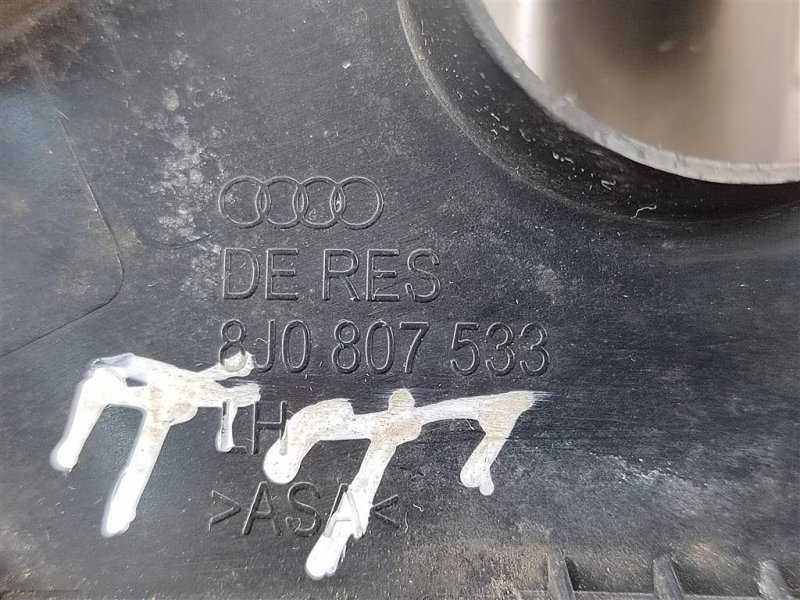 DE RES
8J0 807 533
LH
>ASA<